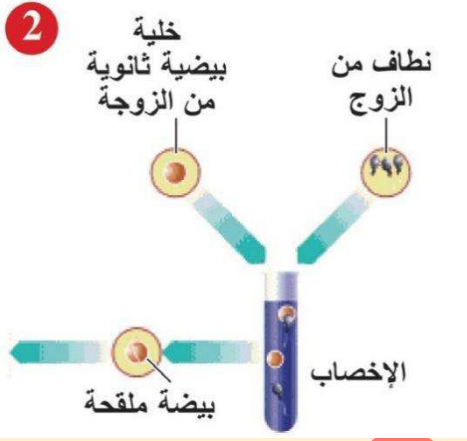 2
نطاف من
الزوج
خلية
بيضية ثانوية
من الزوجة
الإخصاب
بيضة ملقحة